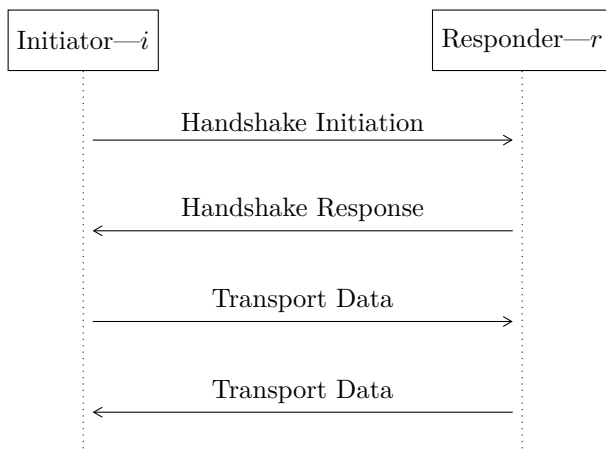 Initiator—i
Responder—r
Handshake Initiation
Handshake Response
Transport Data
Transport Data